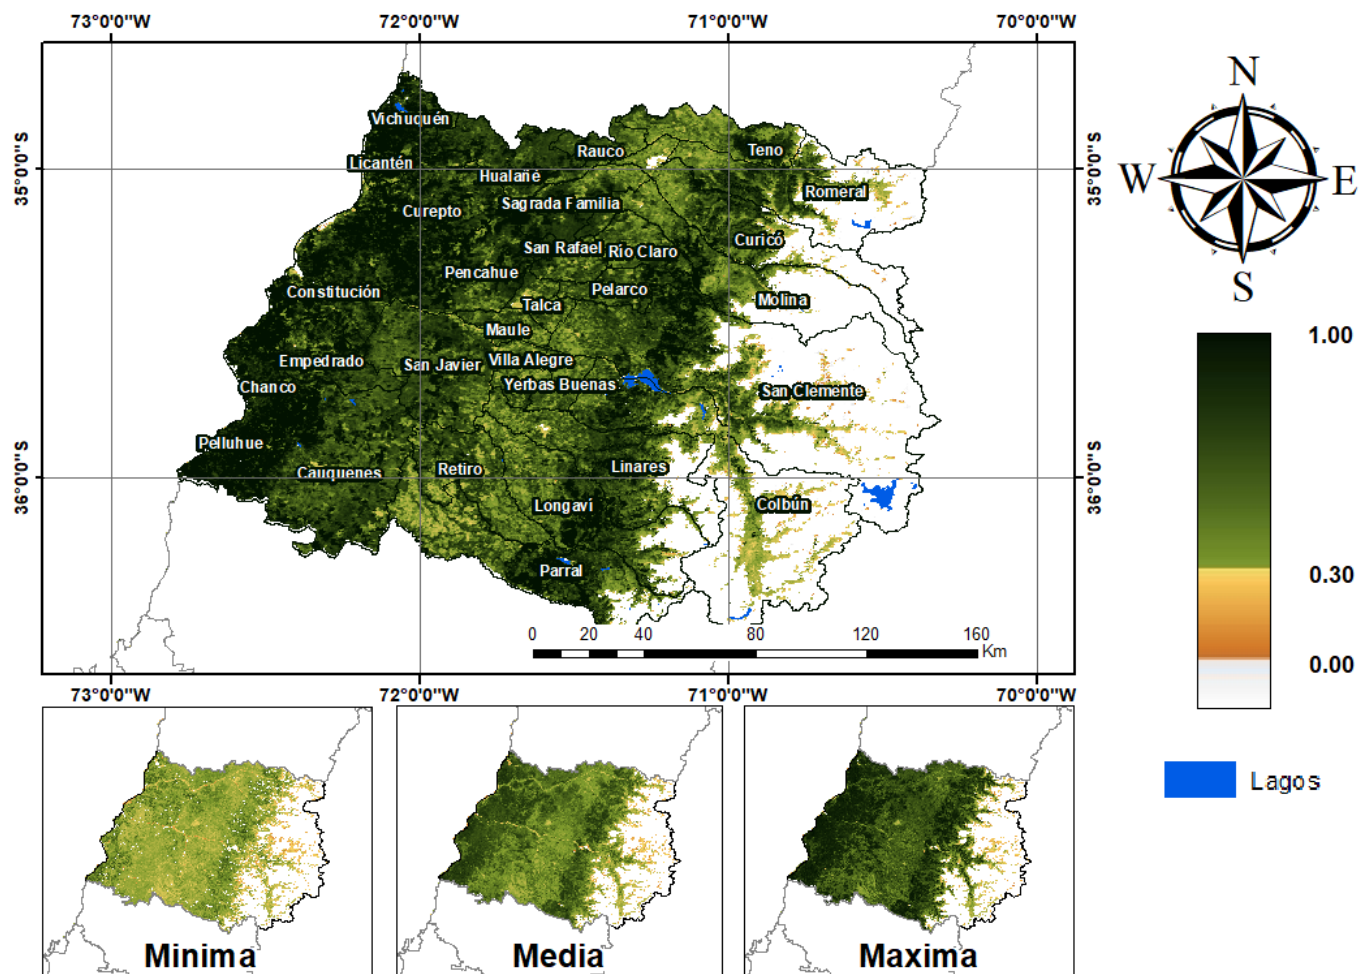 73°0'0"W 72°0'0"W 71°0'0"W 70°0'0"W
N
W E
S
35°0'0"S 35°0'0"S
36°0'0"S 36°0'0"S
Vichuquén
Licantén
Rauco
Teno
Hualañé
Romeral
Curepto
Sagrada Familia
San Rafael
Río Claro
Curicó
Pencahue
Constitución
Talca
Pelarco
Molina
Maule
Empedrado
San Javier
Villa Alegre
Chanco
Yerbas Buenas
San Clemente
Pelluhue
Cauquenes
Retiro
Linares
Longaví
Colbún
Parral
0 20 40 80 120 160
Km
73°0'0"W 72°0'0"W 71°0'0"W 70°0'0"W
1.00
0.30
0.00
Lagos
Minima
Media
Maxima